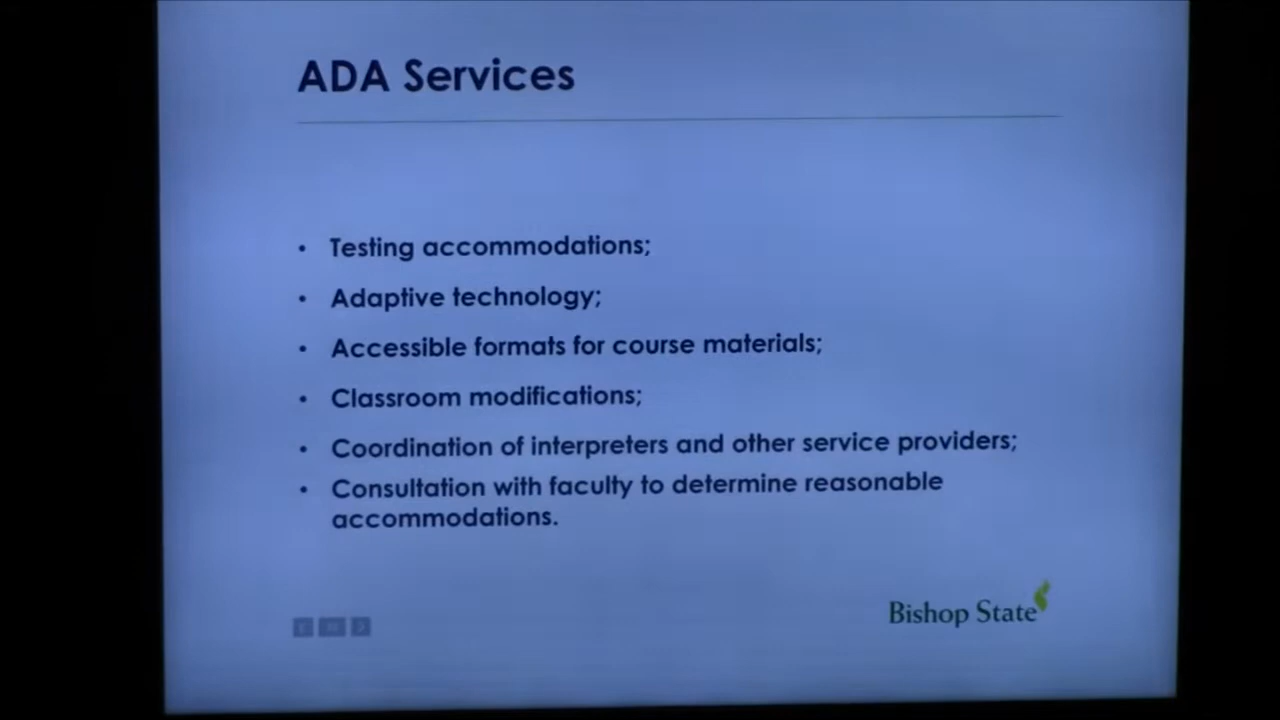 ADA Services
• Testing accommodations;
• Adaptive technology;
• Accessible formats for course materials;
• Classroom modifications;
• Coordination of interpreters and other service providers;
• Consultation with faculty to determine reasonable
accommodations.
Bishop State